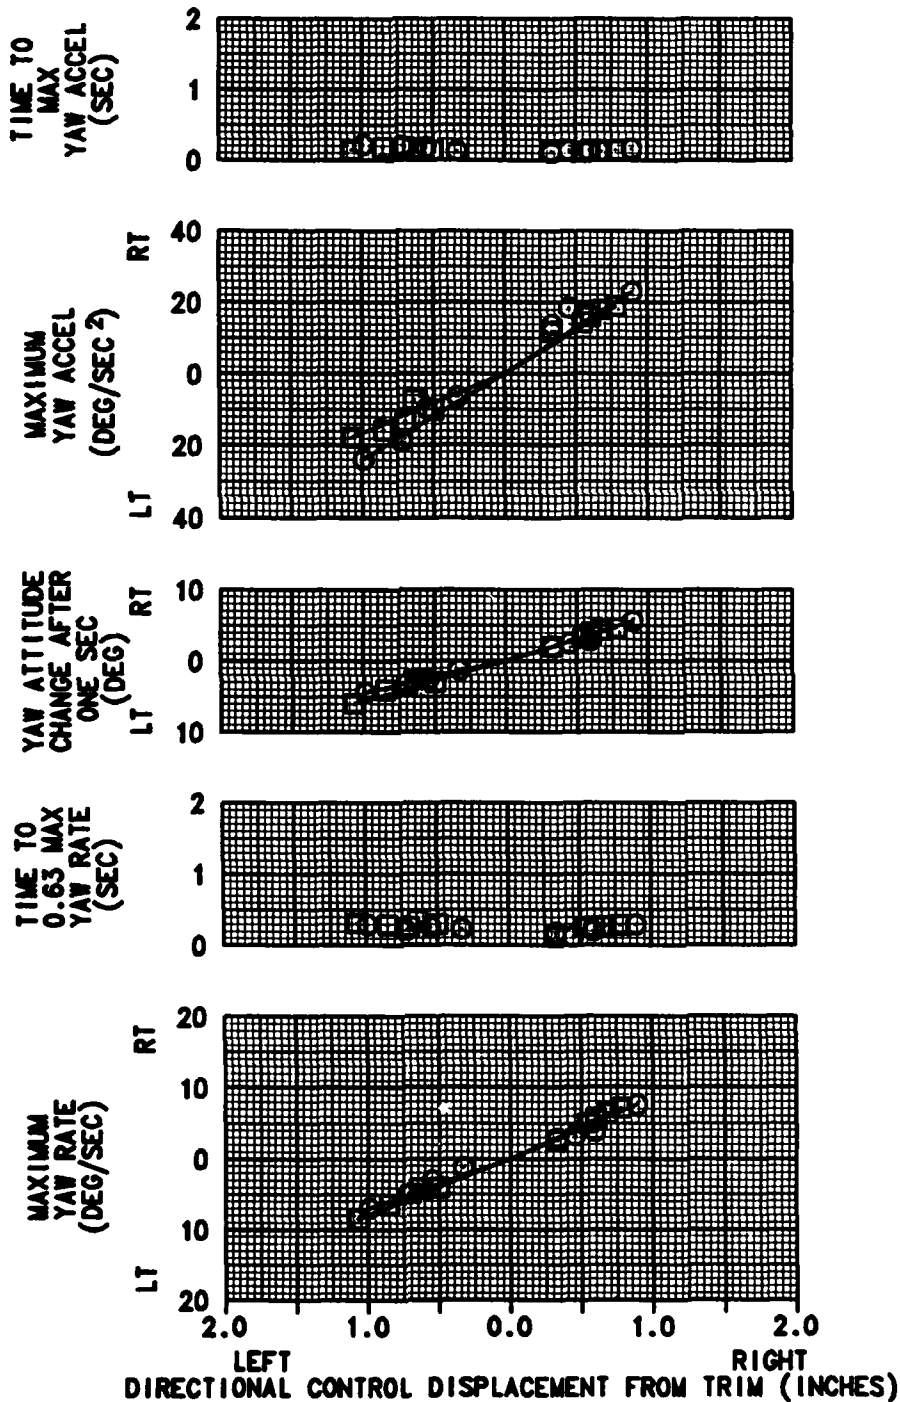 TIME TO
MAX
YAW ACCEL
(SEC)
2
1
0
MAXIMUM
YAW ACCEL
(DEG/SEC²)
RT
LT
40
20
0
20
40
YAW ATTITUDE
CHANGE AFTER
ONE SEC
(DEG)
RT
LT
10
0
10
TIME TO
0.63 MAX
YAW RATE
(SEC)
2
1
0
MAXIMUM
YAW RATE
(DEG/SEC)
RT
LT
20
10
0
10
20
2.0 1.0 0.0 1.0 2.0
LEFT RIGHT
DIRECTIONAL CONTROL DISPLACEMENT FROM TRIM (INCHES)